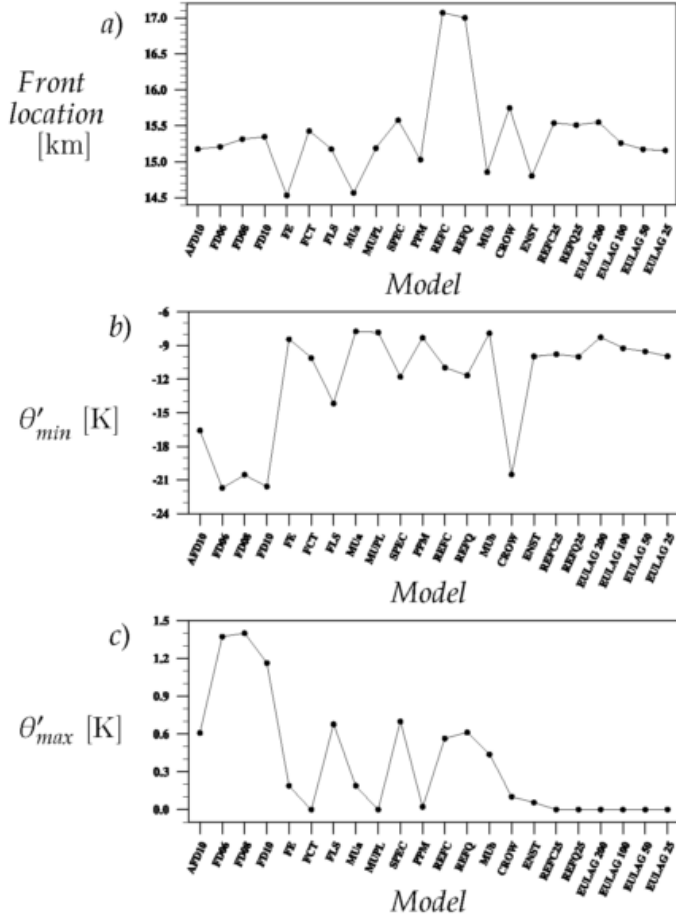 a)
Front
location
[km]
17.0
16.5
16.0
15.5
15.0
14.5
AFD10 FD06 FD08 FD10 FE FCT FLS MUa MUPL SPEC PPM REFC REFQ MUb CROW ENST REFC25 REFQ25 EULAG 200 EULAG 100 EULAG 50 EULAG 25
Model
b)
θ′min [K]
-6
-9
-12
-15
-18
-21
-24
AFD10 FD06 FD08 FD10 FE FCT FLS MUa MUPL SPEC PPM REFC REFQ MUb CROW ENST REFC25 REFQ25 EULAG 200 EULAG 100 EULAG 50 EULAG 25
Model
c)
θ′max [K]
1.5
1.2
0.9
0.6
0.3
0.0
AFD10 FD06 FD08 FD10 FE FCT FLS MUa MUPL SPEC PPM REFC REFQ MUb CROW ENST REFC25 REFQ25 EULAG 200 EULAG 100 EULAG 50 EULAG 25
Model